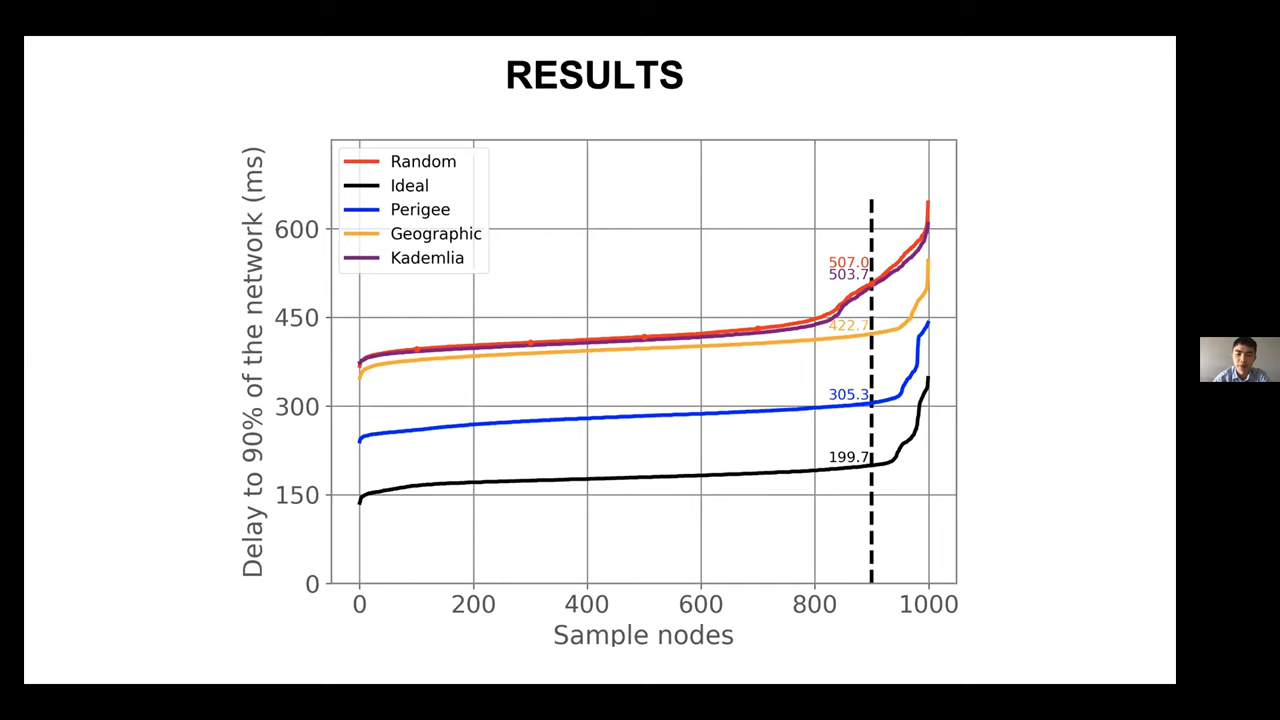 RESULTS
Delay to 90% of the network (ms)
600
450
300
150
0
Random
Ideal
Perigee
Geographic
Kademlia
507.0
503.7
422.7
305.3
199.7
0 200 400 600 800 1000
Sample nodes